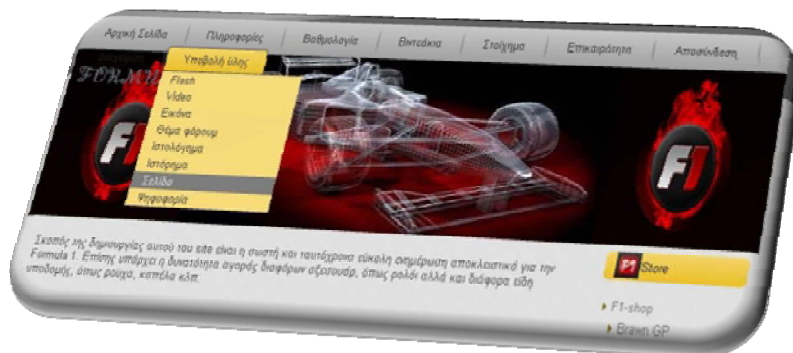 Αρχική Σελίδα Πληροφορίες Βαθμολογία Βιντεάκια Στοίχημα Επικαιρότητα Αποσύνδεση
Υποβολή ύλης
Flash
Video
Εικόνα
Θέμα φόρουμ
Ιστολόγημα
Ιστόρημα
Σελίδα
Ψηφοφορία
F1
F1
Σκοπός της δημιουργίας αυτού του site είναι η σωστή και ταυτόχρονα εύκολη ενημέρωση αποκλειστικά για την
Formula 1. Επίσης υπάρχει η δυνατότητα αγοράς διαφόρων αξεσουάρ, όπως ρολόι αλλά και διάφορα είδη
υποδομής, όπως ρούχα, καπέλα κλπ.
F1 Store
F1-shop
Brawn GP